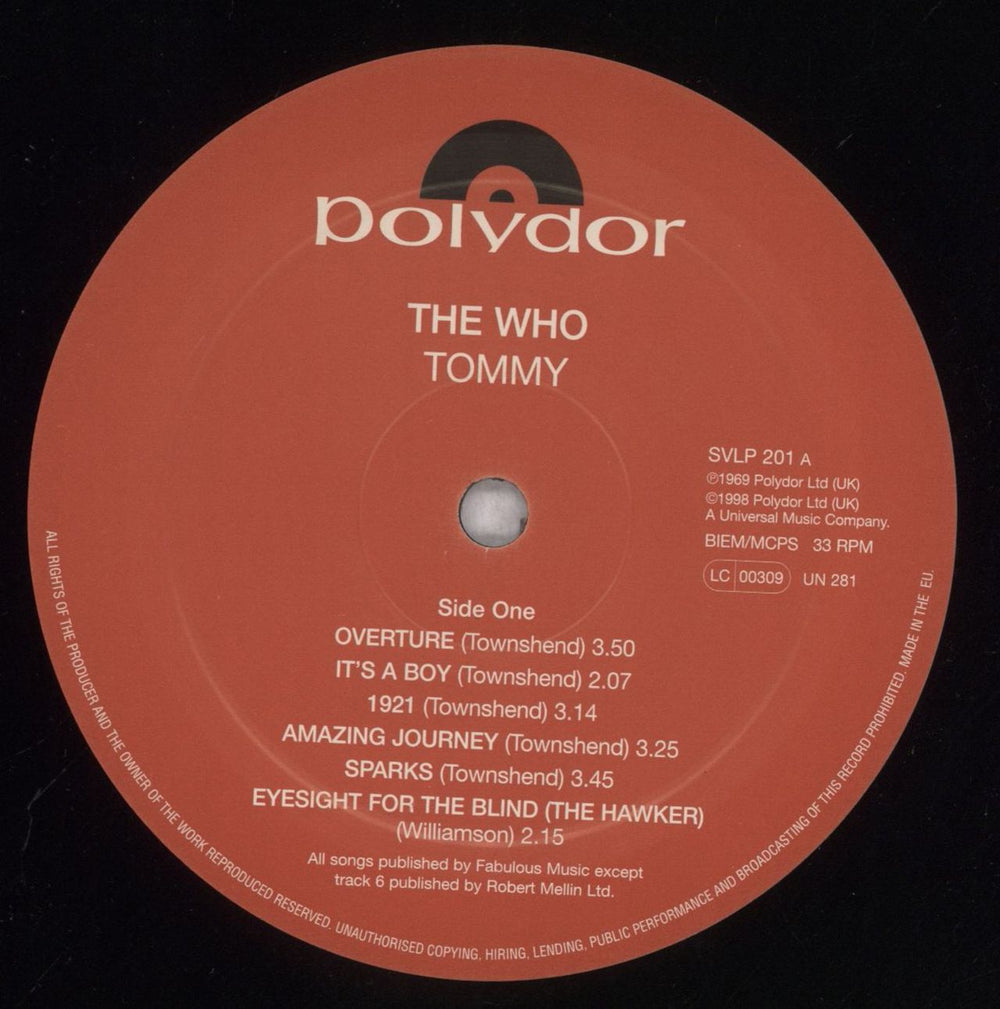 polydor
THE WHO
TOMMY
SVLP 201 A
℗1969 Polydor Ltd (UK)
©1998 Polydor Ltd (UK)
A Universal Music Company.
BIEM/MCPS 33 RPM
LC 00309 UN 281
Side One
OVERTURE (Townshend) 3.50
IT'S A BOY (Townshend) 2.07
1921 (Townshend) 3.14
AMAZING JOURNEY (Townshend) 3.25
SPARKS (Townshend) 3.45
EYESIGHT FOR THE BLIND (THE HAWKER)
(Williamson) 2.15
All songs published by Fabulous Music except
track 6 published by Robert Mellin Ltd.
ALL RIGHTS OF THE PRODUCER AND THE OWNER OF THE WORK REPRODUCED RESERVED. UNAUTHORISED COPYING, HIRING, LENDING, PUBLIC PERFORMANCE AND BROADCASTING OF THIS RECORD PROHIBITED. MADE IN THE EU.